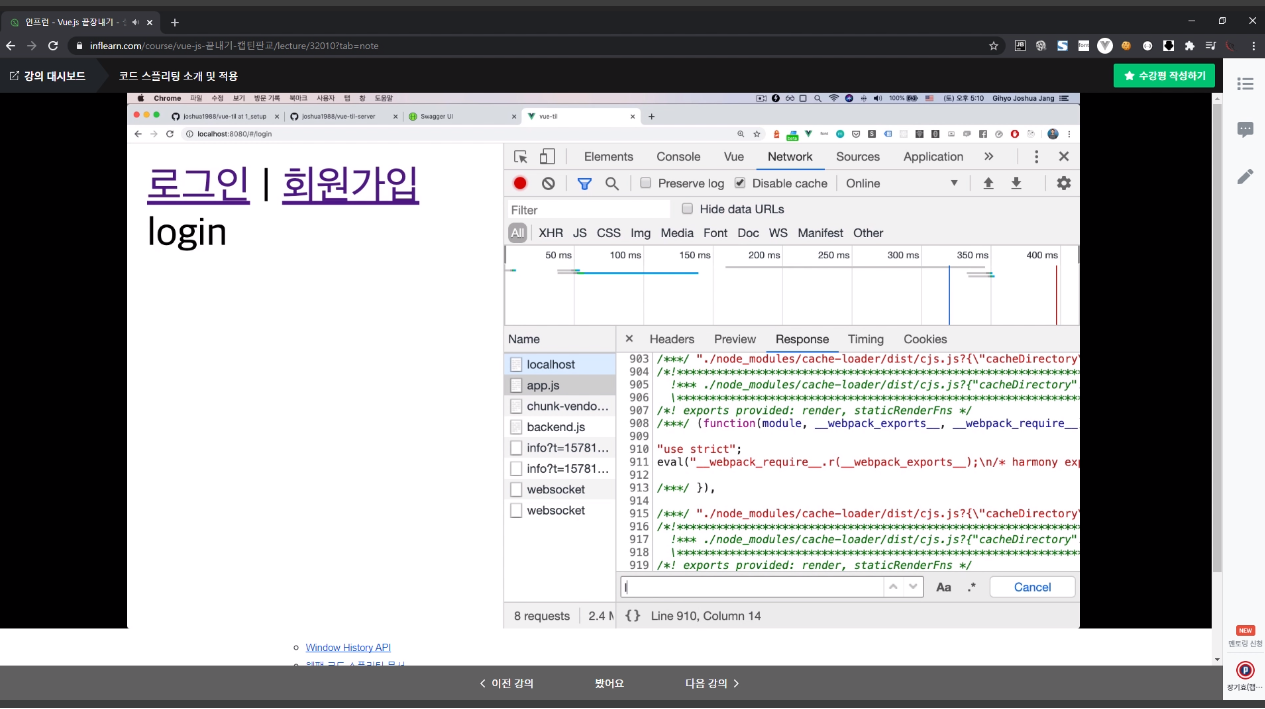 인프런 - Vue.js 끝장내기 -
inflearn.com/course/vue-js-끝내기-캡틴판교/lecture/32010?tab=note
강의 대시보드
코드 스플리팅 소개 및 적용
수강평 작성하기
Chrome 파일 수정 보기 방문 기록 북마크 사용자 탭 창 도움말
100% (토) 오후 5:10 Gihyo Joshua Jang
joshua1988/vue-til at 1_setup
joshua1988/vue-til-server
Swagger UI
vue-til
localhost:8080/#/login
로그인 | 회원가입
login
Elements Console Vue Network Sources Application
Preserve log Disable cache Online
Filter Hide data URLs
All XHR JS CSS Img Media Font Doc WS Manifest Other
50 ms 100 ms 150 ms 200 ms 250 ms 300 ms 350 ms 400 ms
Name Headers Preview Response Timing Cookies
localhost
app.js
chunk-vendo...
backend.js
info?t=15781...
info?t=15781...
websocket
websocket
903 /***/ "./node_modules/cache-loader/dist/cjs.js?{\"cacheDirectory\
904 /*!****************************************************************
905 !*** ./node_modules/cache-loader/dist/cjs.js?{"cacheDirectory"
906 \****************************************************************
907 /*! exports provided: render, staticRenderFns */
908 /***/ (function(module, __webpack_exports__, __webpack_require__
909
910 "use strict";
911 eval("__webpack_require__.r(__webpack_exports__);\n/* harmony exp
912
913 /***/ }),
914
915 /***/ "./node_modules/cache-loader/dist/cjs.js?{\"cacheDirectory\
916 /*!****************************************************************
917 !*** ./node_modules/cache-loader/dist/cjs.js?{"cacheDirectory"
918 \****************************************************************
919 /*! exports provided: render, staticRenderFns */
Aa .* Cancel
8 requests 2.4 M {} Line 910, Column 14
Window History API
웹팩 코드 스플리팅 문서
이전 강의 봤어요 다음 강의
NEW
멘토링 신청
장기효(캡...